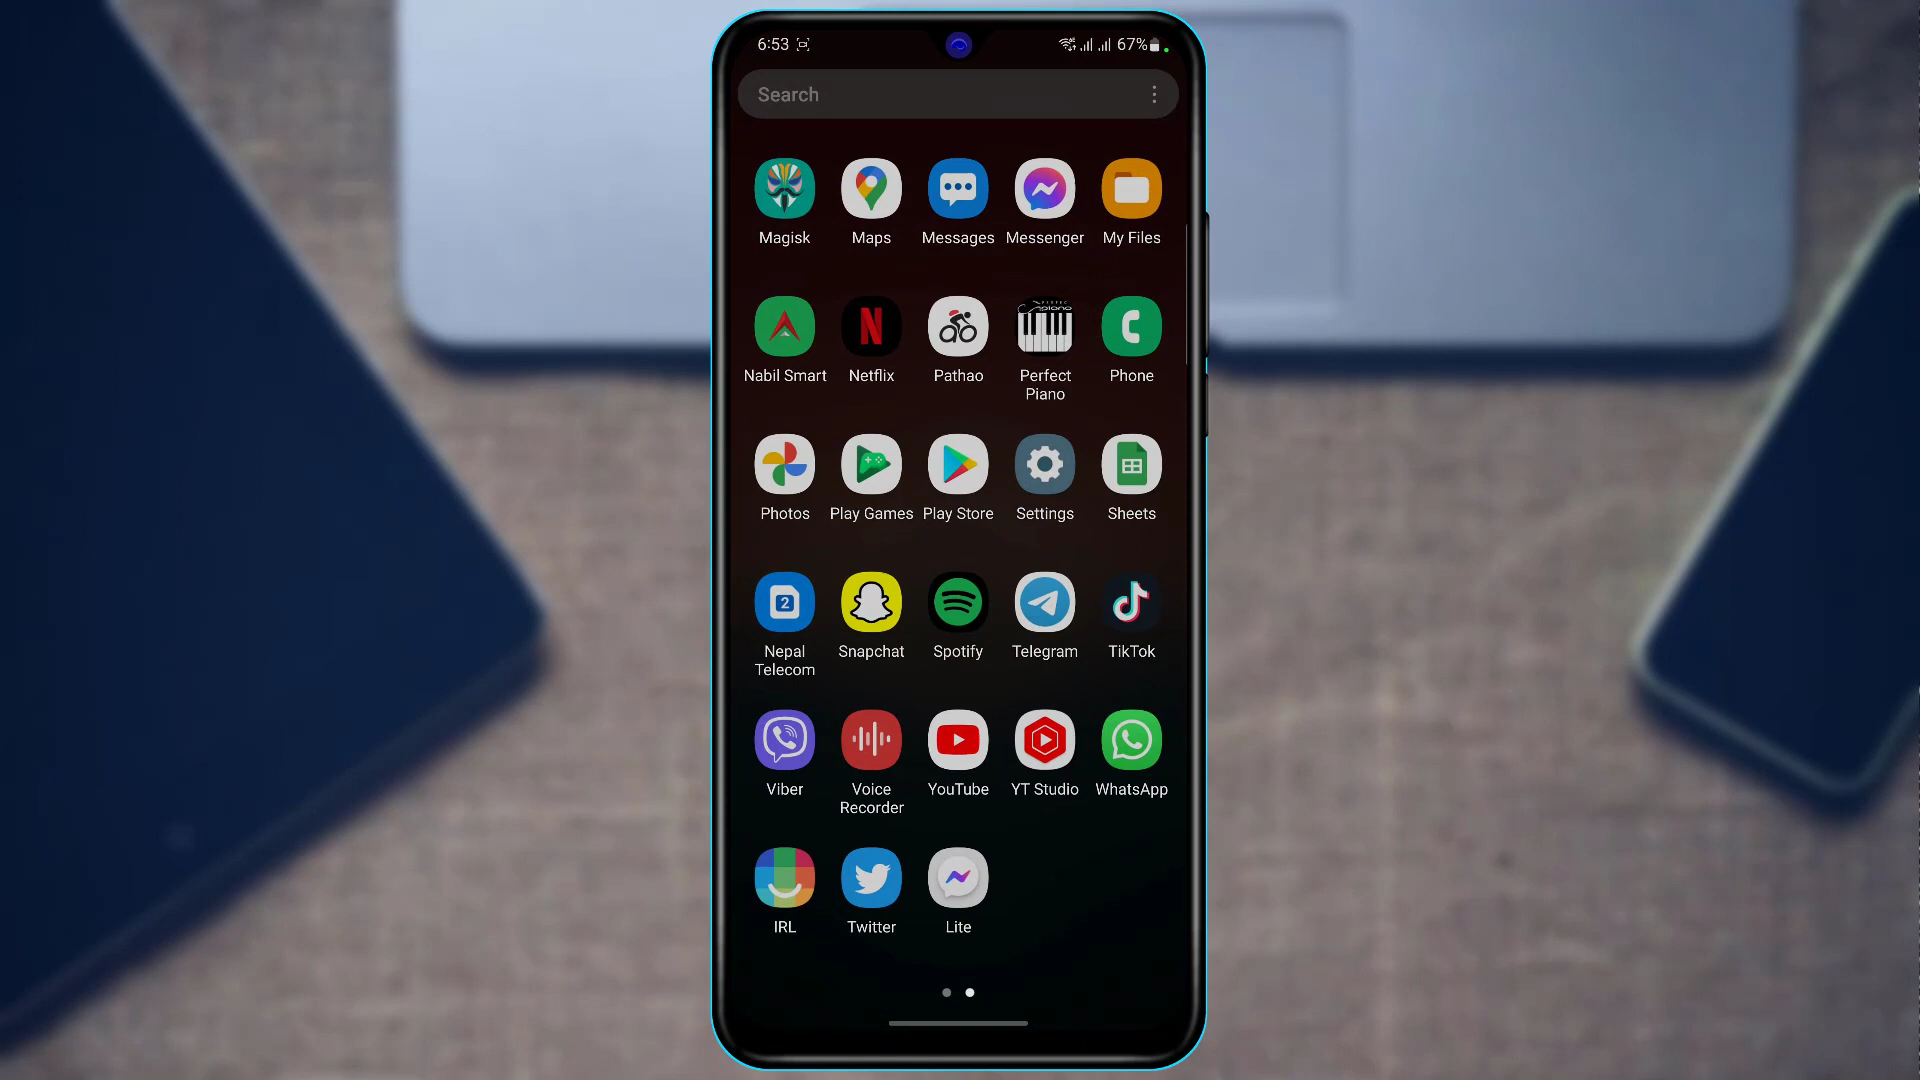 6:53
67%
Search
Magisk
Maps
Messages
Messenger
My Files
Nabil Smart
Netflix
Pathao
Perfect
Piano
Phone
Photos
Play Games
Play Store
Settings
Sheets
2
Nepal
Telecom
Snapchat
Spotify
Telegram
TikTok
Viber
Voice
Recorder
YouTube
YT Studio
WhatsApp
IRL
Twitter
Lite